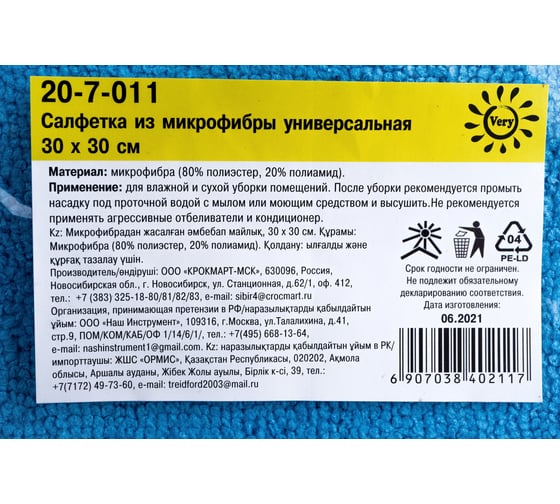 20-7-011
Салфетка из микрофибры универсальная
30 х 30 см
Very
Материал: микрофибра (80% полиэстер, 20% полиамид).
Применение: для влажной и сухой уборки помещений. После уборки рекомендуется промыть
насадку под проточной водой с мылом или моющим средством и высушить.Не рекомендуется
применять агрессивные отбеливатели и кондиционер.
Kz: Микрофибрадан жасалған әмбебап майлық, 30 х 30 см. Құрамы:
Микрофибра (80% полиэстер, 20% полиамид). Қолдану: ылғалды және
құрғақ тазалау үшін.
Производитель/өндіруші: ООО «КРОКМАРТ-МСК», 630096, Россия,
Новосибирская обл., г. Новосибирск, ул. Станционная, д.62/1, оф. 412,
тел.: +7 (383) 325-18-80/81/82/83, e-mail: sibir4@crocmart.com
Организация, принимающая претензии в РФ/наразылықтарды қабылдайтын
ұйым: ООО «Наш Инструмент», 109316, г.Москва, ул.Талалихина, д. 41,
стр.9, ПОМ/КОМ/КАБ/ОФ 1/14/6/1/, тел.:+7(495) 668-13-64,
e-mail: nashinstrument1@gmail.com. Kz: наразылықтарды қабылдайтын ұйым в РК/
импорттаушы: ЖШС «ОРМИС», Қазақстан Республикасы, 020202, Ақмола
облысы, Аршалы ауданы, Жібек Жолы ауылы, Бірлік к-сі, 39, тел.:
+7(7172) 49-73-60, e-mail: treidford2003@mail.ru
04
PE-LD
Срок годности не ограничен.
Не подлежит обязательному
декларированию соответствия.
Дата изготовления:
06.2021
6 907038 402117